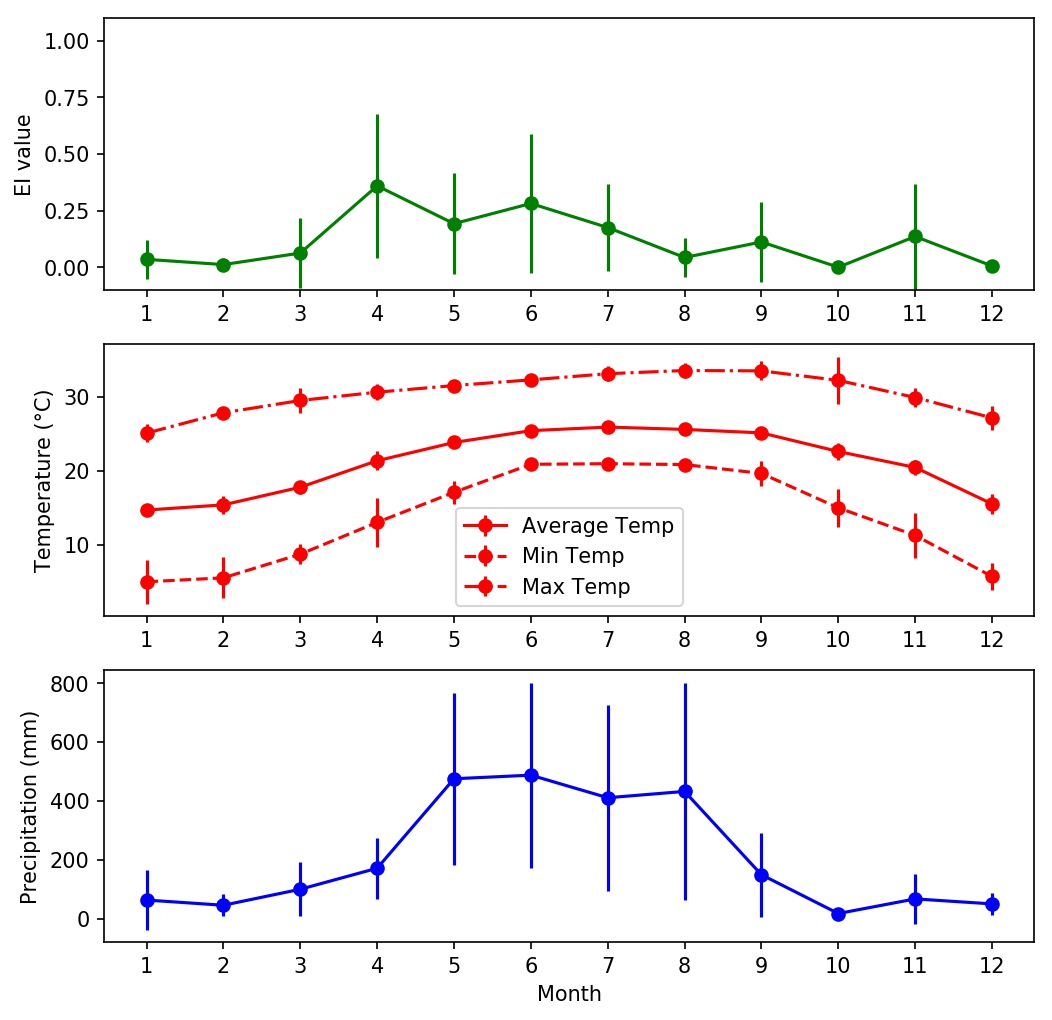 1.00
0.75
0.50
0.25
0.00
EI value
1 2 3 4 5 6 7 8 9 10 11 12
30
20
10
Temperature (°C)
Average Temp
Min Temp
Max Temp
1 2 3 4 5 6 7 8 9 10 11 12
800
600
400
200
0
Precipitation (mm)
1 2 3 4 5 6 7 8 9 10 11 12
Month